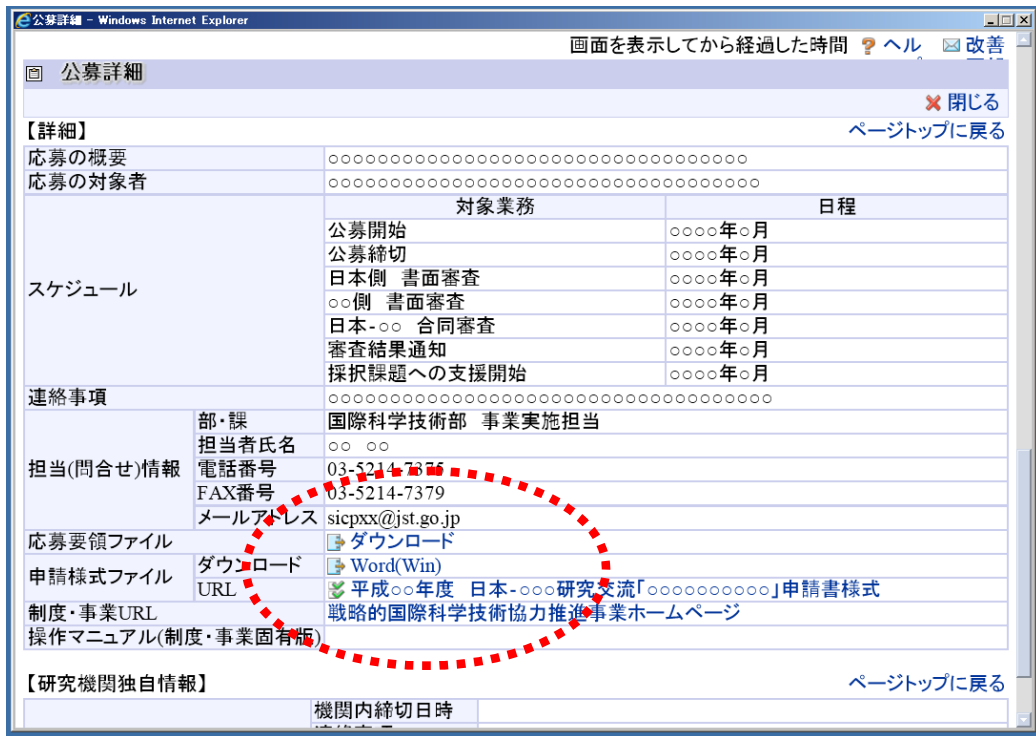 公募詳細 - Windows Internet Explorer
画面を表示してから経過した時間 ヘル 改善
公募詳細
閉じる
【詳細】 ページトップに戻る
応募の概要 ○○○○○○○○○○○○○○○○○○○○○○○○○○○○○○○○○○
応募の対象者 ○○○○○○○○○○○○○○○○○○○○○○○○○○○○○○○○○○○
対象業務 日程
公募開始 ○○○○年○月
公募締切 ○○○○年○月
日本側 書面審査 ○○○○年○月
スケジュール ○○側 書面審査 ○○○○年○月
日本-○○ 合同審査 ○○○○年○月
審査結果通知 ○○○○年○月
採択課題への支援開始 ○○○○年○月
連絡事項 ○○○○○○○○○○○○○○○○○○○○○○○○○○○○○○○○○○○○
部・課 国際科学技術部 事業実施担当
担当者氏名 ○○ ○○
担当(問合せ)情報 電話番号 03-5214-7375
FAX番号 03-5214-7379
メールアドレス sicpxx@jst.go.jp
応募要領ファイル ダウンロード
申請様式ファイル ダウンロード Word(Win)
URL 平成○○年度 日本-○○○研究交流「○○○○○○○○○○」申請書様式
制度・事業URL 戦略的国際科学技術協力推進事業ホームページ
操作マニュアル(制度・事業固有版)
【研究機関独自情報】 ページトップに戻る
機関内締切日時